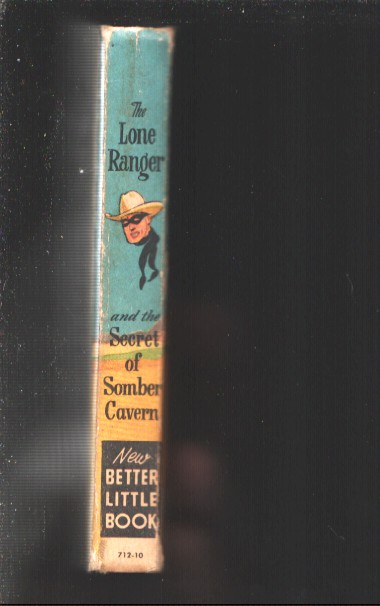 The
Lone
Ranger
and the
Secret
of
Somber
Cavern
New
BETTER
LITTLE
BOOK
712-10